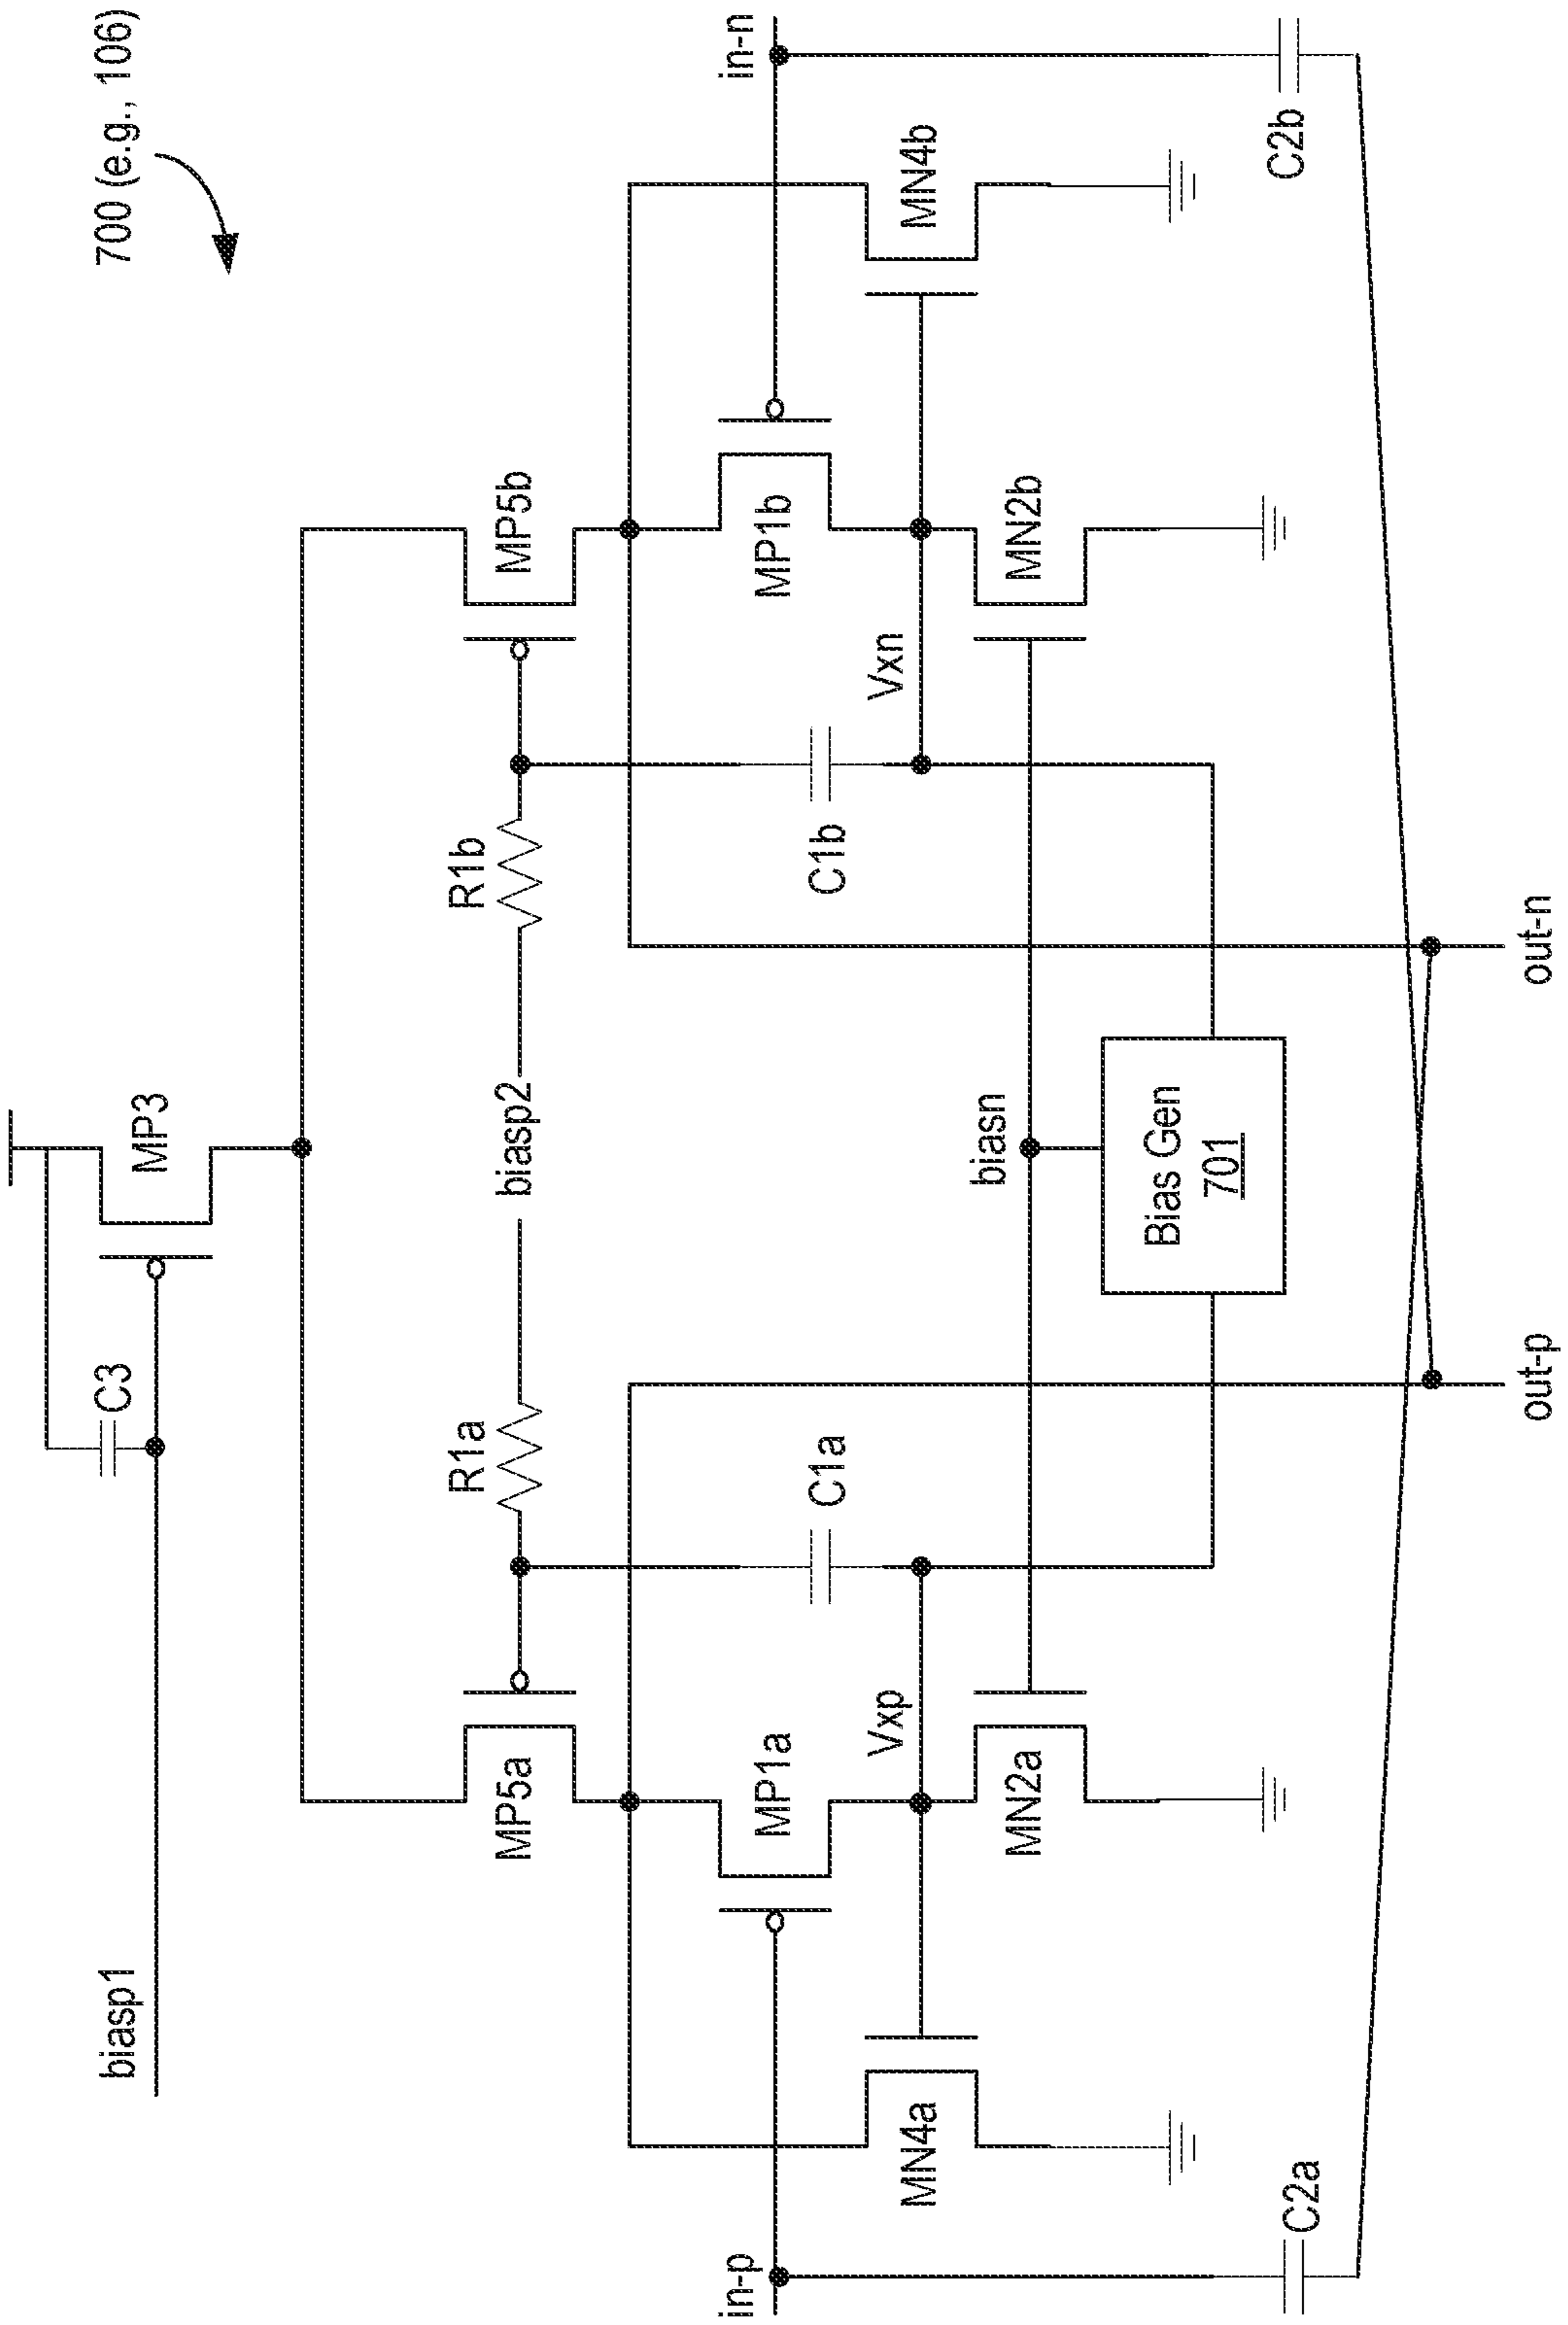 700 (e.g., 106)
biasp1
C3
MP3
MP5a
R1a
biasp2
R1b
MP5b
in-p
MP1a
C1a
C1b
MP1b
in-n
MN4a
Vxp
Vxn
MN4b
MN2a
biasn
MN2b
Bias Gen
701
C2a
C2b
out-p
out-n